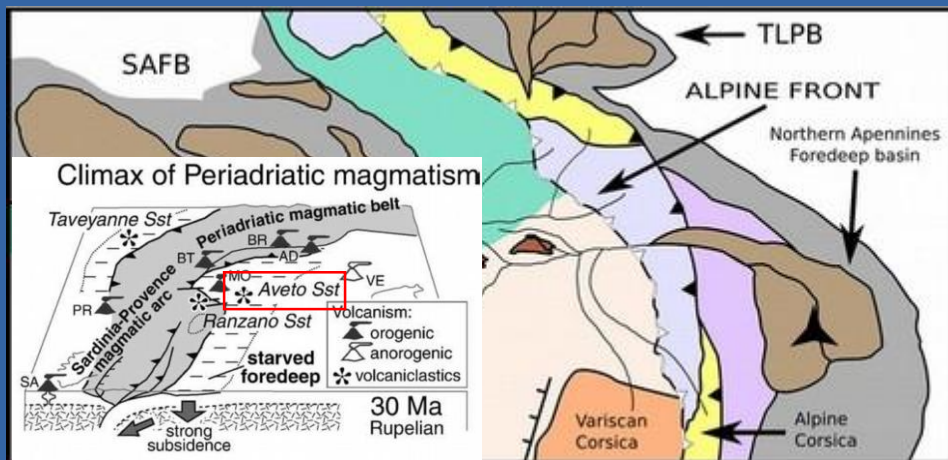 SAFB
TLPB
ALPINE FRONT
Northern Apennines
Foredeep basin
Climax of Periadriatic magmatism
Taveyanne Sst
Periadriatic magmatic belt
BR
BT
AD
MO
VE
Aveto Sst
PR
Sardinia-Provence
magmatic arc
Ranzano Sst
Volcanism:
orogenic
anorogenic
volcaniclastics
starved
foredeep
SA
strong
subsidence
30 Ma
Rupelian
Variscan
Corsica
Alpine
Corsica